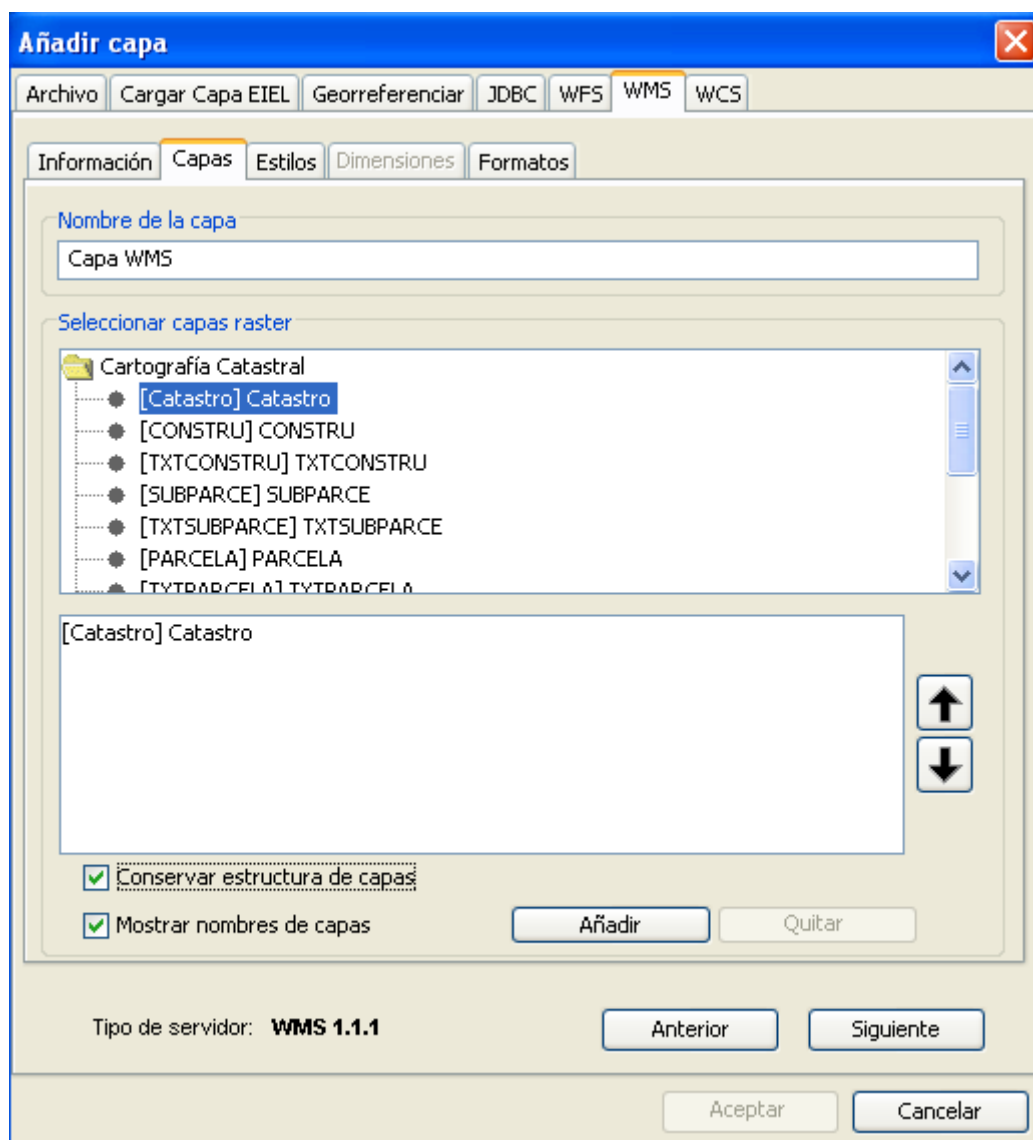 Añadir capa
Archivo Cargar Capa EIEL Georreferenciar JDBC WFS WMS WCS
Información Capas Estilos Dimensiones Formatos
Nombre de la capa
Capa WMS
Seleccionar capas raster
Cartografía Catastral
[Catastro] Catastro
[CONSTRU] CONSTRU
[TXTCONSTRU] TXTCONSTRU
[SUBPARCE] SUBPARCE
[TXTSUBPARCE] TXTSUBPARCE
[PARCELA] PARCELA
[TXTPARCELA] TXTPARCELA
[Catastro] Catastro
Conservar estructura de capas
Mostrar nombres de capas Añadir Quitar
Tipo de servidor: WMS 1.1.1 Anterior Siguiente
Aceptar Cancelar